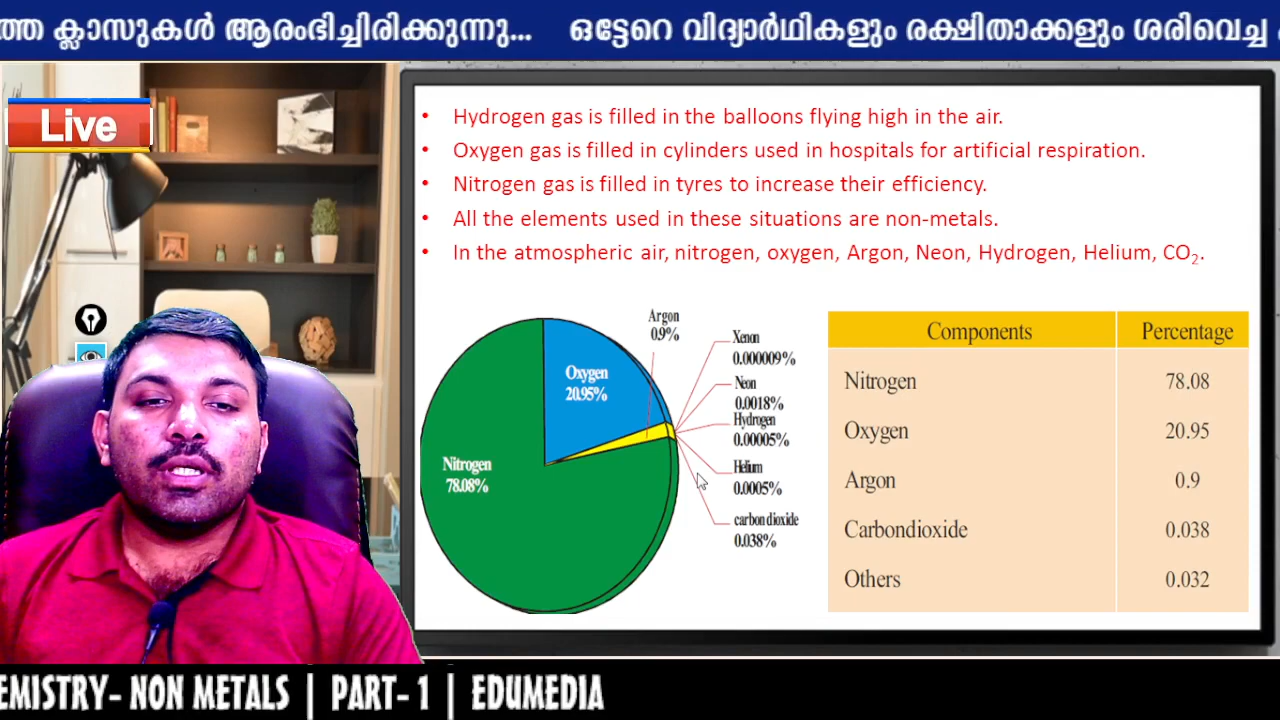 ത്ത ക്ലാസുകൾ ആരംഭിച്ചിരിക്കുന്നു... ഒട്ടേറെ വിദ്യാർഥികളും രക്ഷിതാക്കളും ശരിവെച്ച
Live
• Hydrogen gas is filled in the balloons flying high in the air.
• Oxygen gas is filled in cylinders used in hospitals for artificial respiration.
• Nitrogen gas is filled in tyres to increase their efficiency.
• All the elements used in these situations are non-metals.
• In the atmospheric air, nitrogen, oxygen, Argon, Neon, Hydrogen, Helium, CO₂.
Argon
0.9%
Oxygen
20.95%
Nitrogen
78.08%
Xenon
0.000009%
Neon
0.0018%
Hydrogen
0.00005%
Helium
0.0005%
carbon dioxide
0.038%
Components Percentage
Nitrogen 78.08
Oxygen 20.95
Argon 0.9
Carbondioxide 0.038
Others 0.032
EMISTRY- NON METALS | PART- 1 | EDUMEDIA